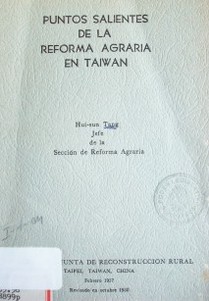 PUNTOS SALIENTES
DE LA
REFORMA AGRARIA
EN TAIWAN
Hui-sun Tang
Jefe
de la
Sección de Reforma Agraria
JUNTA DE RECONSTRUCCION RURAL
TAIPEI, TAIWAN, CHINA
Febrero 1957
Revisado en octubre
899p